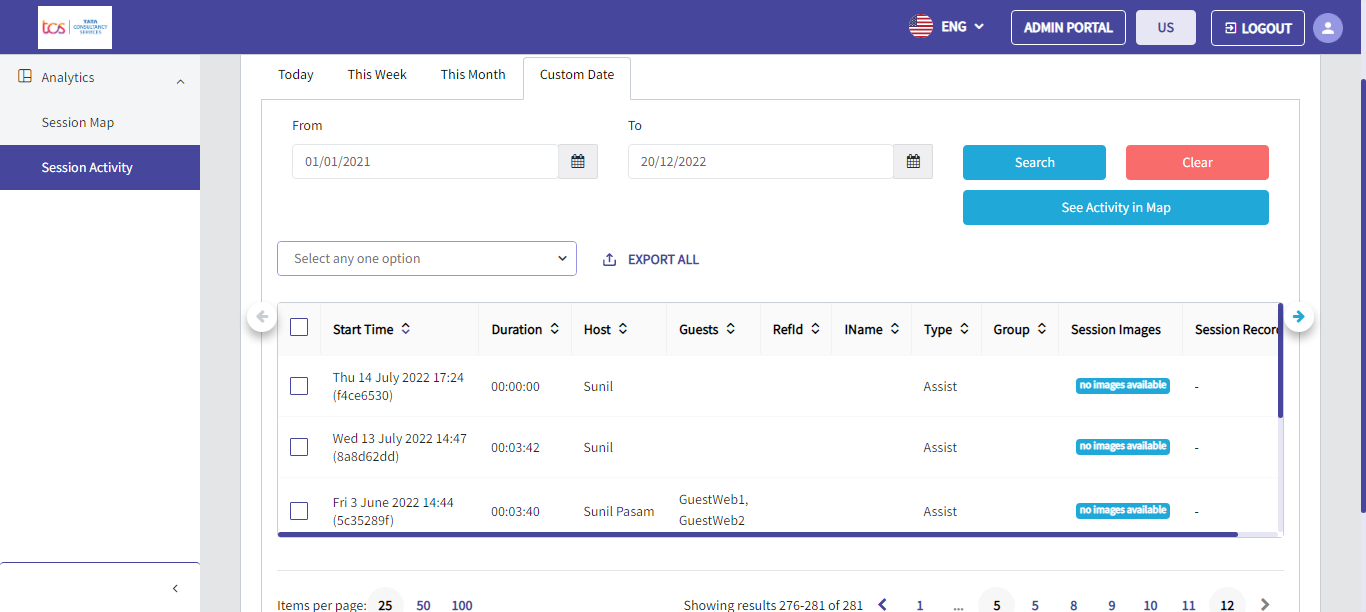 tcs TATA CONSULTANCY SERVICES
ENG
ADMIN PORTAL
US
LOGOUT
Analytics
Session Map
Session Activity
Today This Week This Month Custom Date
From To
01/01/2021 20/12/2022 Search Clear
See Activity in Map
Select any one option EXPORT ALL
Start Time Duration Host Guests RefId IName Type Group Session Images Session Recor
Thu 14 July 2022 17:24
(f4ce6530) 00:00:00 Sunil Assist no images available -
Wed 13 July 2022 14:47
(8a8d62dd) 00:03:42 Sunil Assist no images available -
Fri 3 June 2022 14:44
(5c35289f) 00:03:40 Sunil Pasam GuestWeb1,
GuestWeb2 Assist no images available -
Items per page: 25 50 100 Showing results 276-281 of 281 1 ... 5 5 8 9 10 11 12